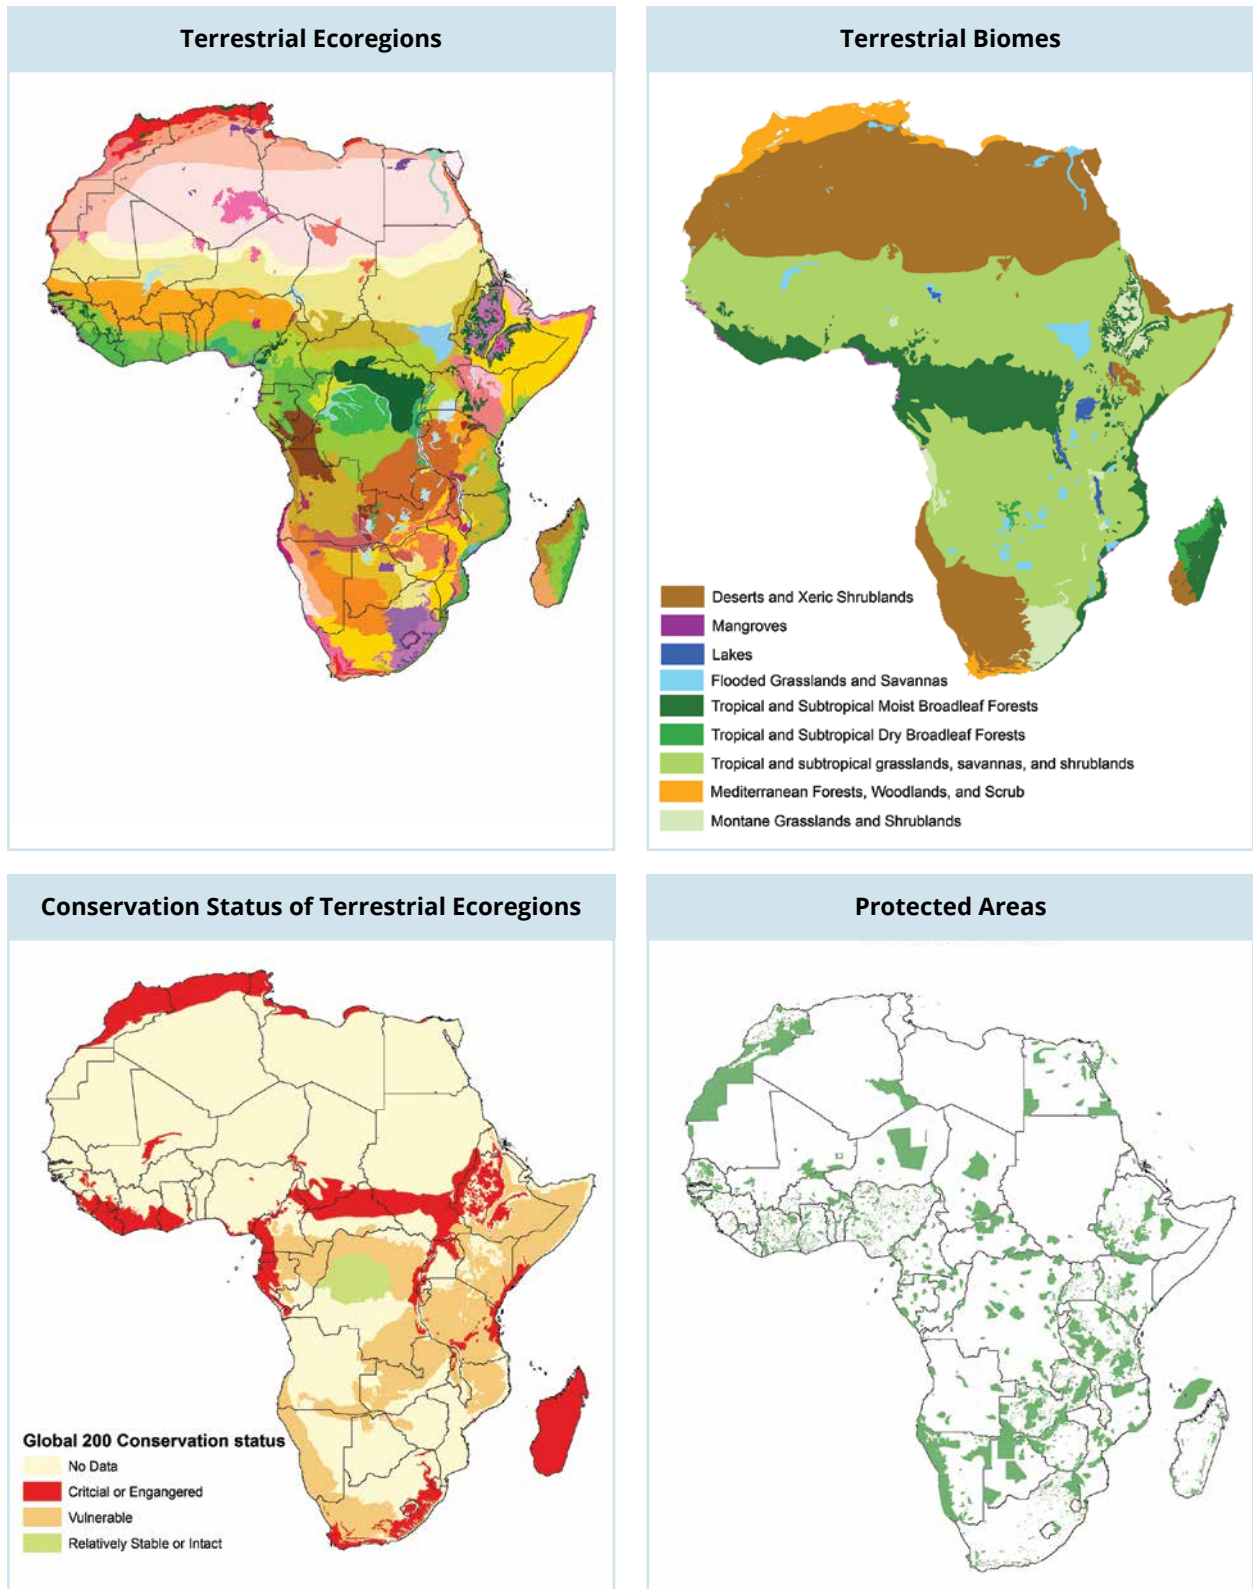 Terrestrial Ecoregions
Terrestrial Biomes
Deserts and Xeric Shrublands
Mangroves
Lakes
Flooded Grasslands and Savannas
Tropical and Subtropical Moist Broadleaf Forests
Tropical and Subtropical Dry Broadleaf Forests
Tropical and subtropical grasslands, savannas, and shrublands
Mediterranean Forests, Woodlands, and Scrub
Montane Grasslands and Shrublands
Conservation Status of Terrestrial Ecoregions
Global 200 Conservation status
No Data
Critcial or Engangered
Vulnerable
Relatively Stable or Intact
Protected Areas